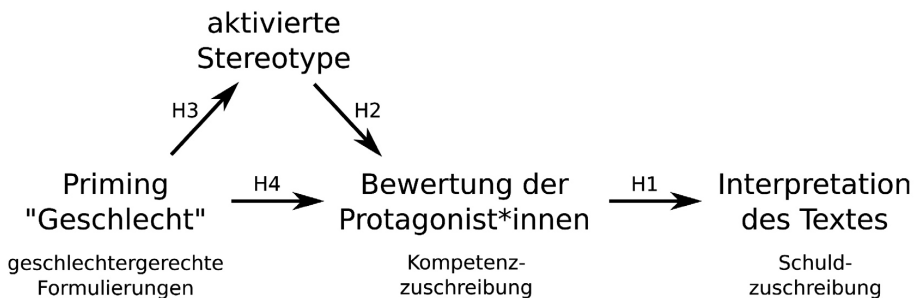 aktivierte
Stereotype
H3
H2
Priming
"Geschlecht"
geschlechtergerechte
Formulierungen
H4
Bewertung der
Protagonist*innen
Kompetenz-
zuschreibung
H1
Interpretation
des Textes
Schuld-
zuschreibung